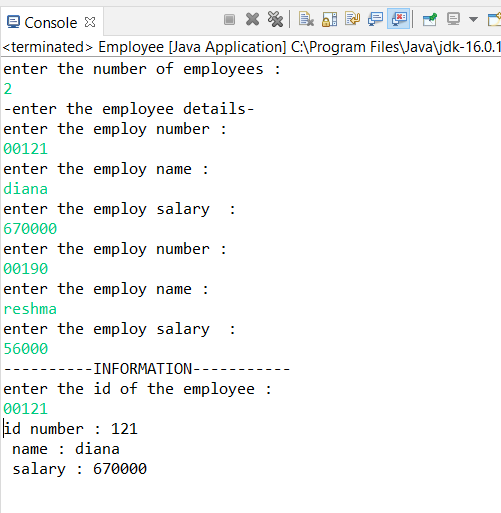 Console
<terminated> Employee [Java Application] C:\Program Files\Java\jdk-16.0.1
enter the number of employees :
2
-enter the employee details-
enter the employ number :
00121
enter the employ name :
diana
enter the employ salary  :
670000
enter the employ number :
00190
enter the employ name :
reshma
enter the employ salary  :
56000
----------INFORMATION-----------
enter the id of the employee :
00121
id number : 121
 name : diana
 salary : 670000